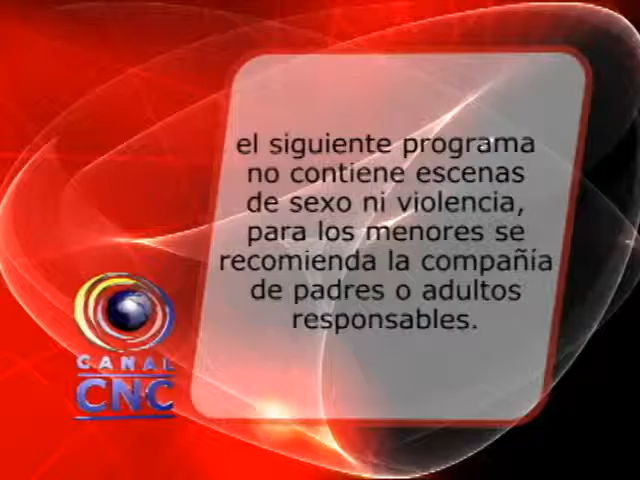 el siguiente programa
no contiene escenas
de sexo ni violencia,
para los menores se
recomienda la compañía
de padres o adultos
responsables.
CANAL
CNC